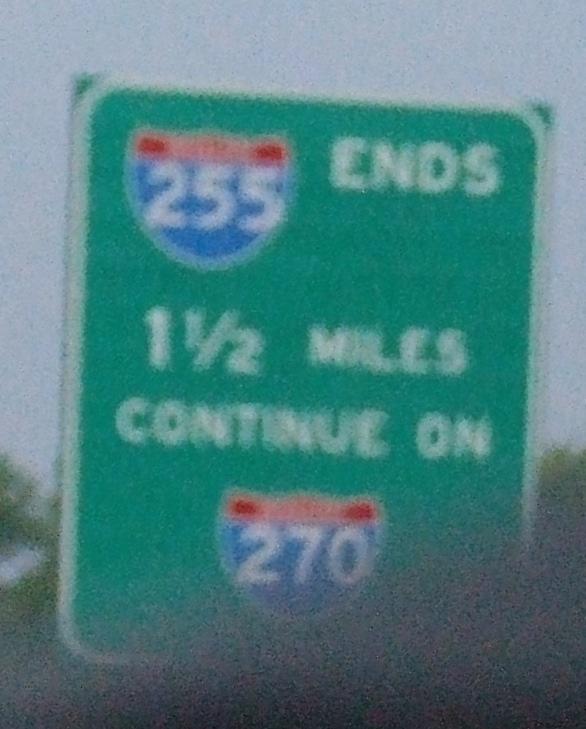 255 ENDS
1½ MILES
CONTINUE ON
270